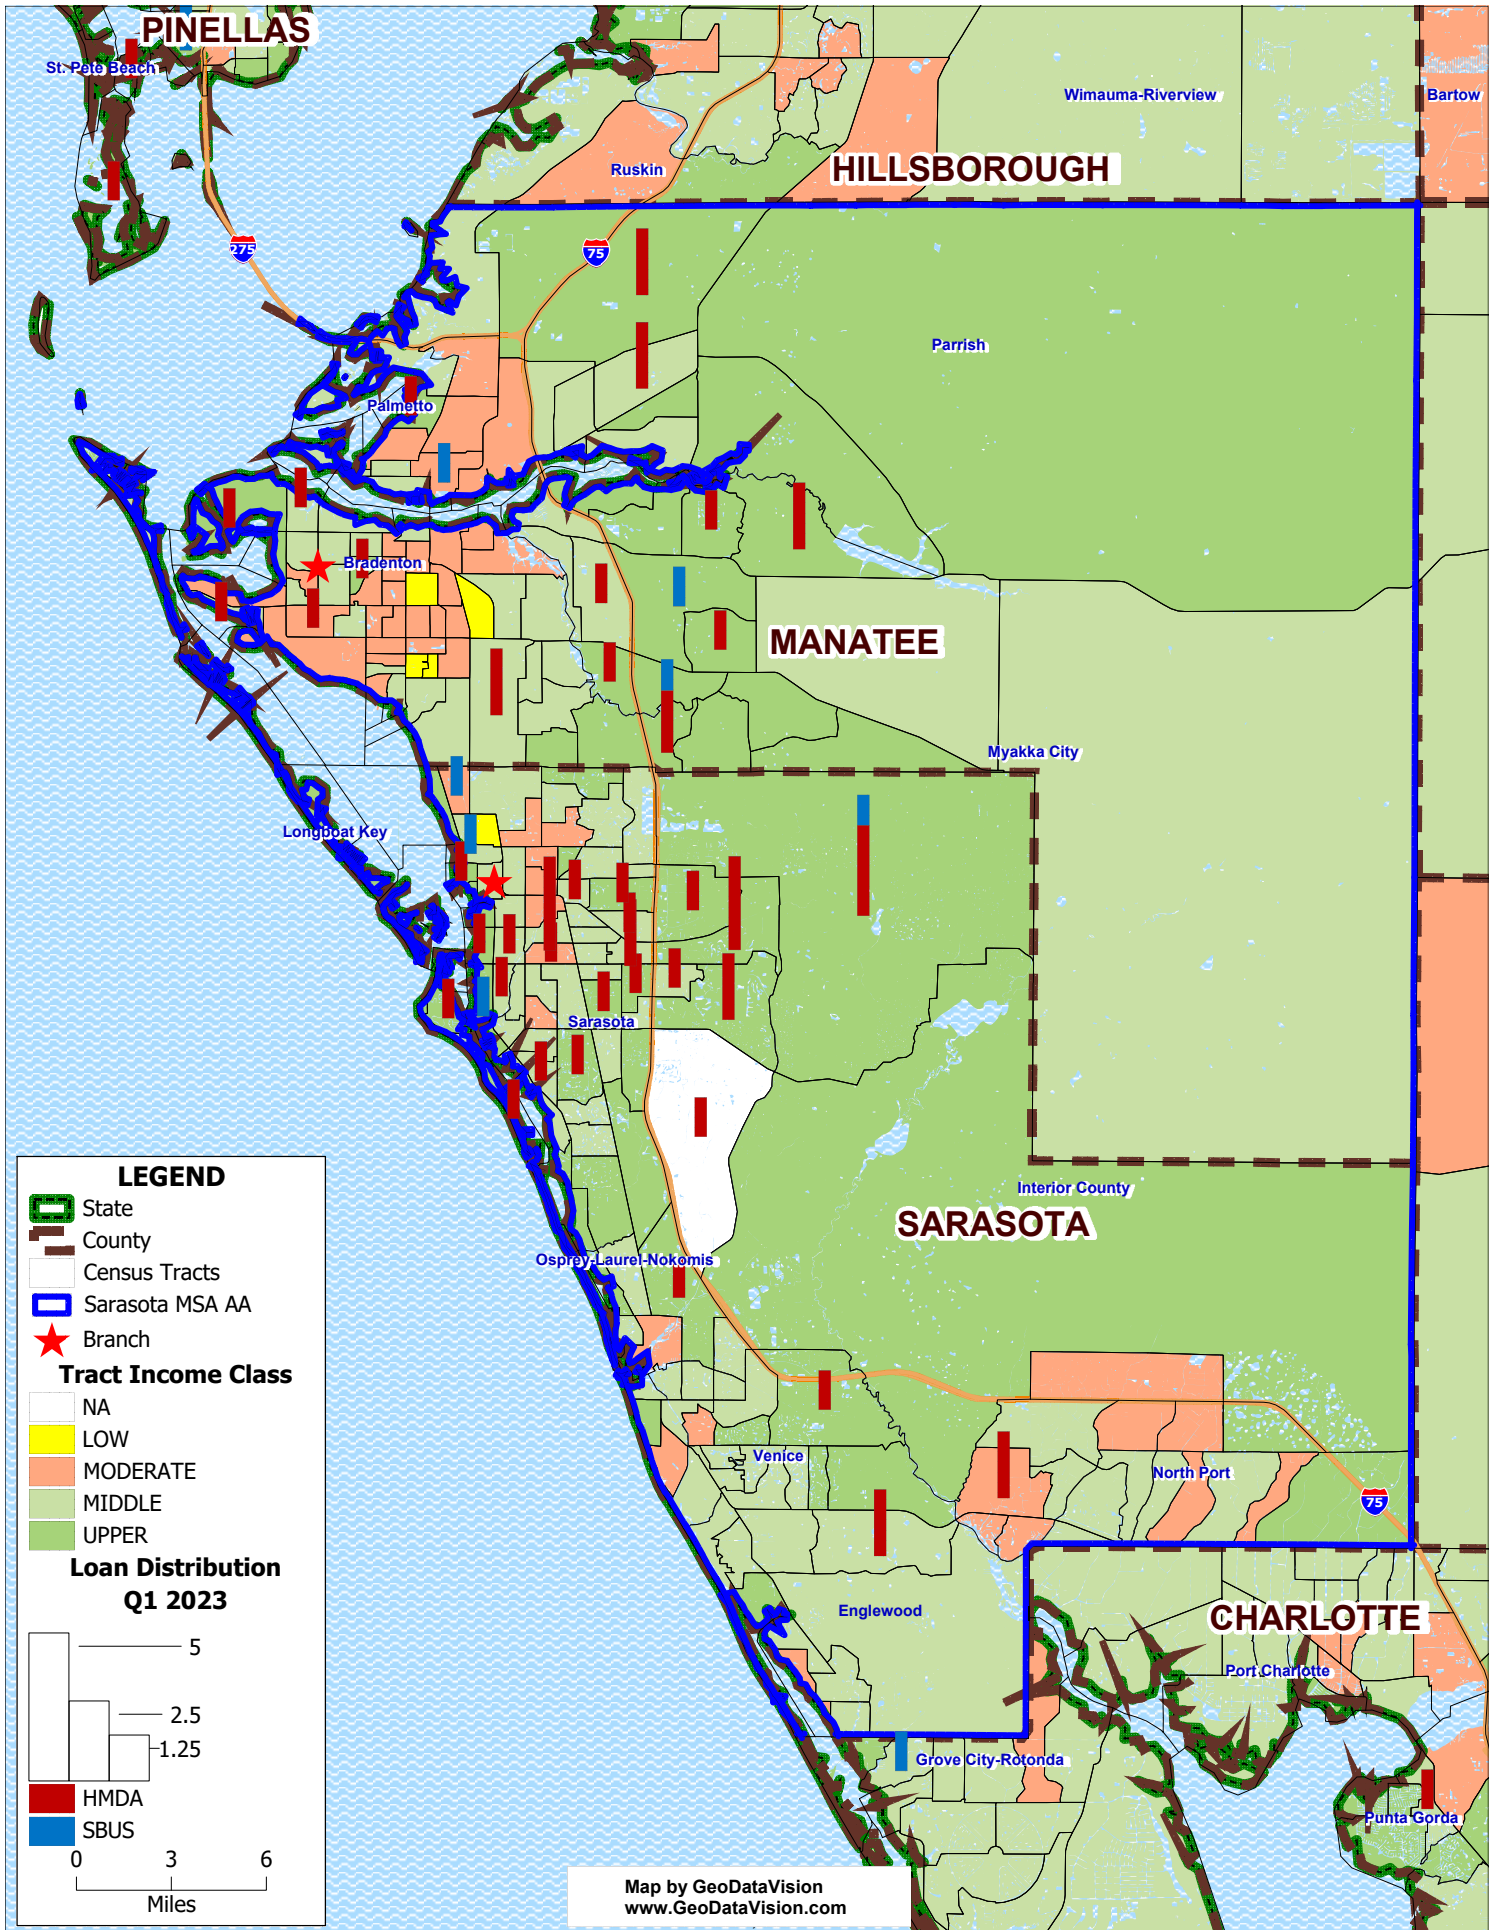 PINELLAS
St. Pete Beach
Wimauma-Riverview
Bartow
Ruskin
HILLSBOROUGH
275
75
Parrish
Palmetto
Bradenton
MANATEE
Myakka City
Longboat Key
Sarasota
Interior County
SARASOTA
Osprey-Laurel-Nokomis
Venice
North Port
75
Englewood
CHARLOTTE
Port Charlotte
Grove City-Rotonda
Punta Gorda
LEGEND
State
County
Census Tracts
Sarasota MSA AA
Branch
Tract Income Class
NA
LOW
MODERATE
MIDDLE
UPPER
Loan Distribution
Q1 2023
5
2.5
1.25
HMDA
SBUS
0 3 6
Miles
Map by GeoDataVision
www.GeoDataVision.com